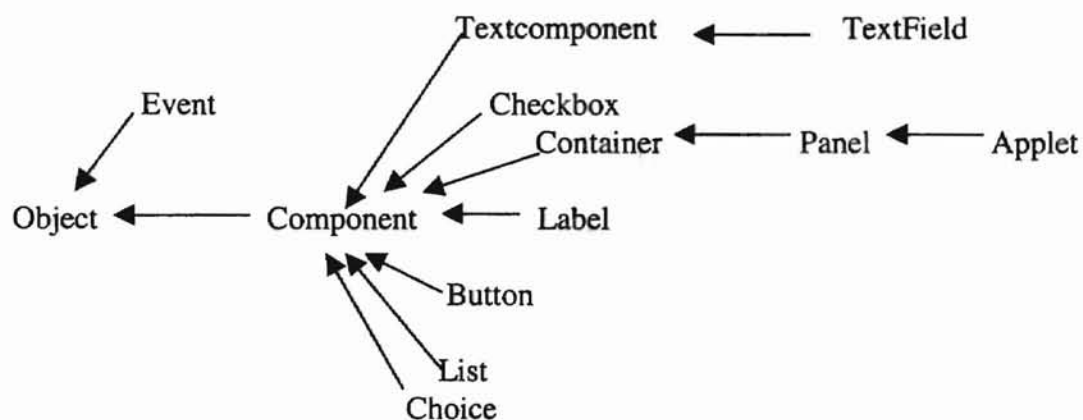 Textcomponent TextField
Event Checkbox
Container Panel Applet
Object Component Label
Button
List
Choice